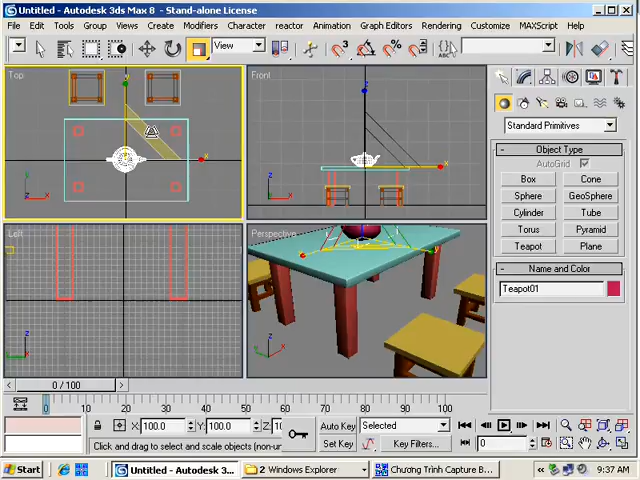 Untitled - Autodesk 3ds Max 8 - Stand-alone License
File Edit Tools Group Views Create Modifiers Character reactor Animation Graph Editors Rendering Customize MAXScript Help
View
Top
Front
Left
Perspective
Standard Primitives
Object Type
AutoGrid
Box Cone
Sphere GeoSphere
Cylinder Tube
Torus Pyramid
Teapot Plane
Name and Color
Teapot01
0 / 100
0 10 20 30 40 50 60 70 80 90 100
X: 100.0 Y: 100.0 Z: 10
Auto Key Selected
Click and drag to select and scale objects (non-un
Set Key Key Filters... 0
Start Untitled - Autodesk 3... 2 Windows Explorer Chương Trình Capture B... 9:37 AM